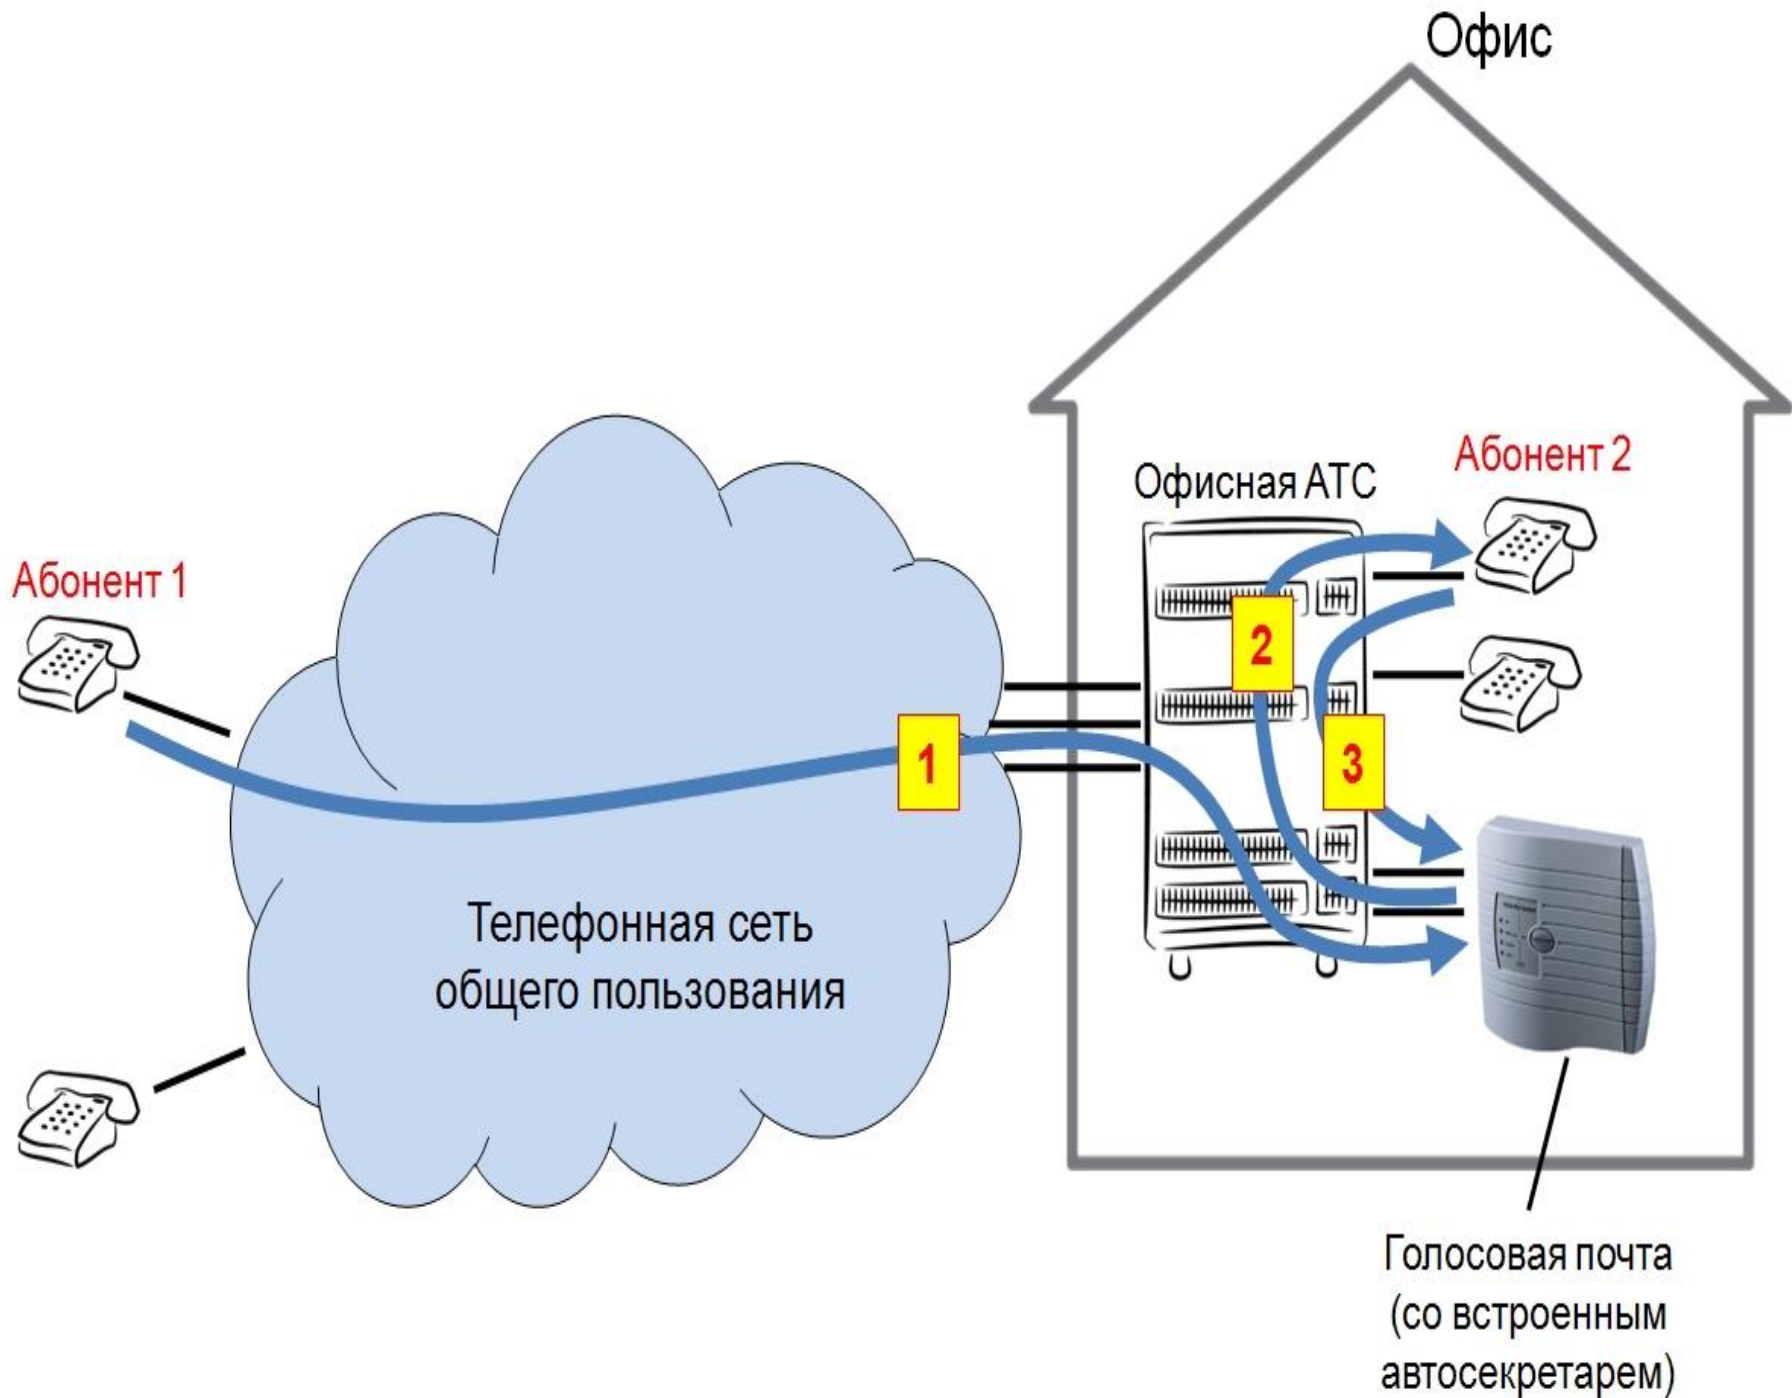 Офис
Абонент 2
Офисная АТС
Абонент 1
2
1
3
Телефонная сеть
общего пользования
Голосовая почта
(со встроенным
автосекретарем)